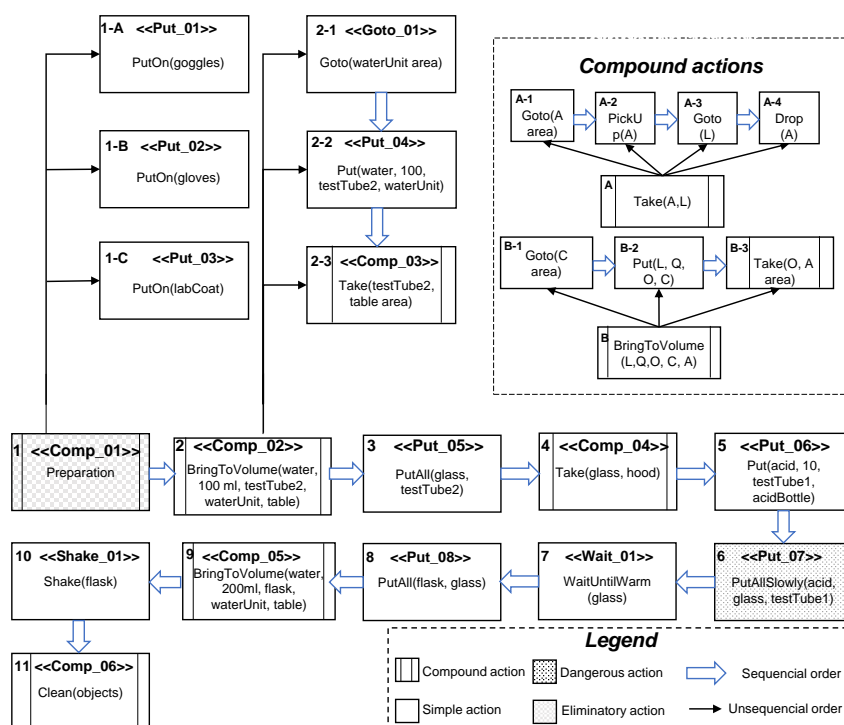 1-A <<Put_01>>
PutOn(goggles)
1-B <<Put_02>>
PutOn(gloves)
1-C <<Put_03>>
PutOn(labCoat)
2-1 <<Goto_01>>
Goto(waterUnit area)
2-2 <<Put_04>>
Put(water, 100,
testTube2, waterUnit)
2-3 <<Comp_03>>
Take(testTube2,
table area)
Compound actions
A-1
Goto(A
area)
A-2
PickU
p(A)
A-3
Goto
(L)
A-4
Drop
(A)
A
Take(A,L)
B-1
Goto(C
area)
B-2
Put(L, Q,
O, C)
B-3
Take(O, A
area)
B
BringToVolume
(L,Q,O, C, A)
1 <<Comp_01>>
Preparation
2 <<Comp_02>>
BringToVolume(water,
100 ml, testTube2,
waterUnit, table)
3 <<Put_05>>
PutAll(glass,
testTube2)
4 <<Comp_04>>
Take(glass, hood)
5 <<Put_06>>
Put(acid, 10,
testTube1,
acidBottle)
10 <<Shake_01>>
Shake(flask)
9 <<Comp_05>>
BringToVolume(water,
200ml, flask,
waterUnit, table)
8 <<Put_08>>
PutAll(flask, glass)
7 <<Wait_01>>
WaitUntilWarm
(glass)
6 <<Put_07>>
PutAllSlowly(acid,
glass, testTube1)
11 <<Comp_06>>
Clean(objects)
Legend
Compound action
Dangerous action
Sequencial order
Simple action
Eliminatory action
Unsequencial order